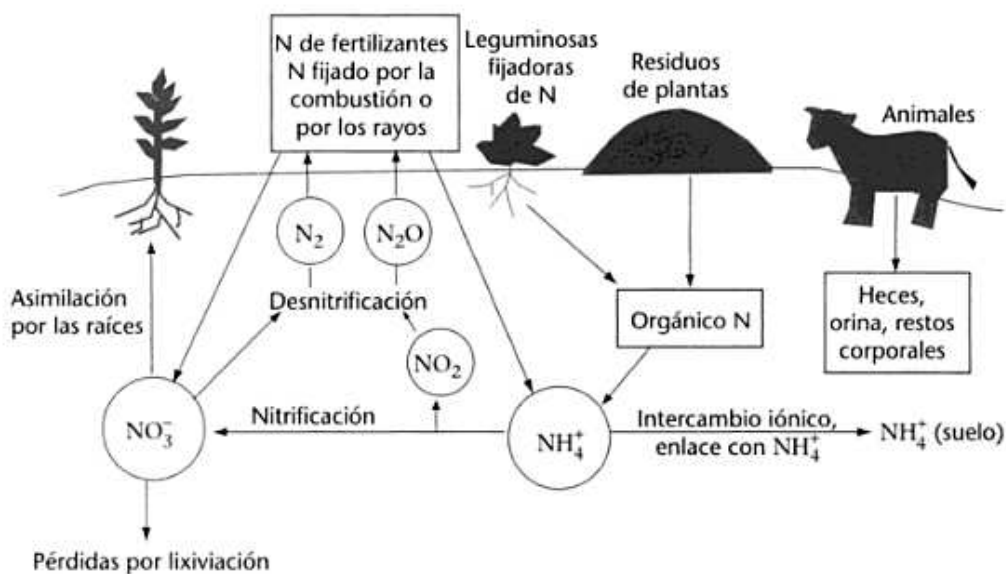 N de fertilizantes
N fijado por la
combustión o
por los rayos
Leguminosas
fijadoras
de N
Residuos
de plantas
Animales
N₂
N₂O
Asimilación
por las raíces
Desnitrificación
Orgánico N
Heces,
orina, restos
corporales
NO₂
NO₃⁻
Nitrificación
NH₄⁺
Intercambio iónico,
enlace con NH₄⁺
NH₄⁺ (suelo)
Pérdidas por lixiviación